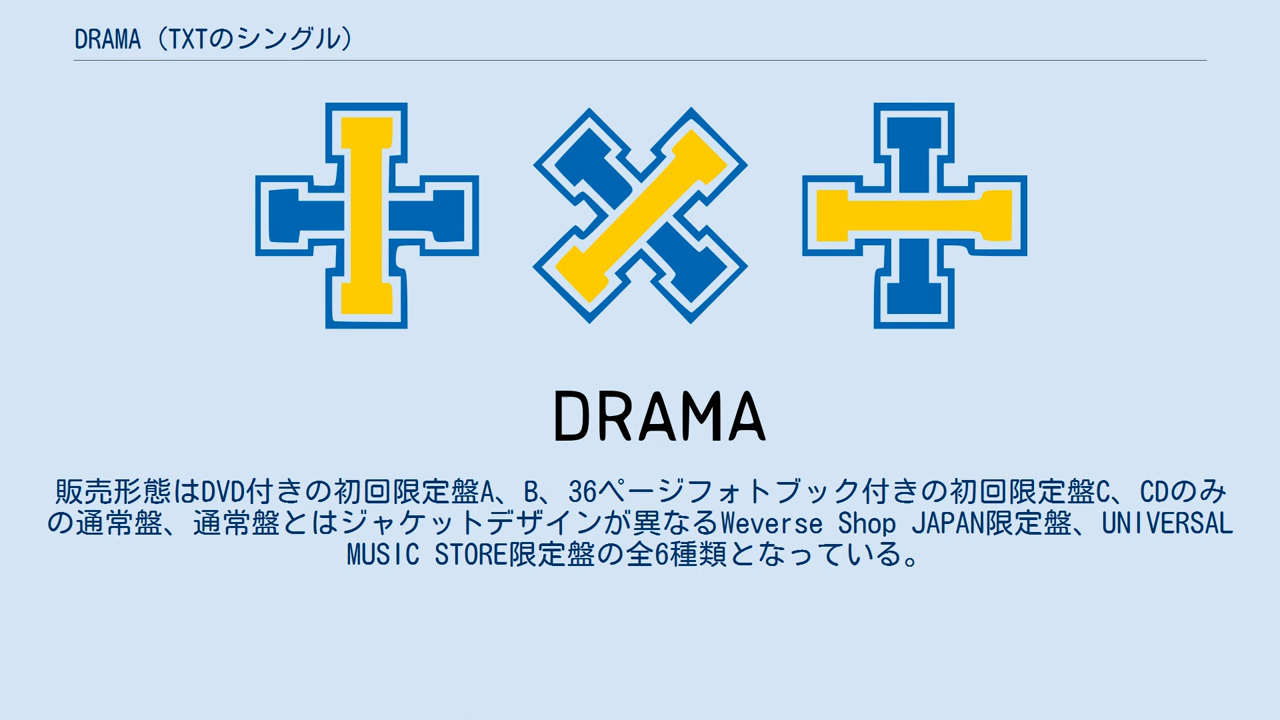 DRAMA（TXTのシングル）
DRAMA
販売形態はDVD付きの初回限定盤A、B、36ページフォトブック付きの初回限定盤C、CDのみ
の通常盤、通常盤とはジャケットデザインが異なるWeverse Shop JAPAN限定盤、UNIVERSAL
MUSIC STORE限定盤の全6種類となっている。